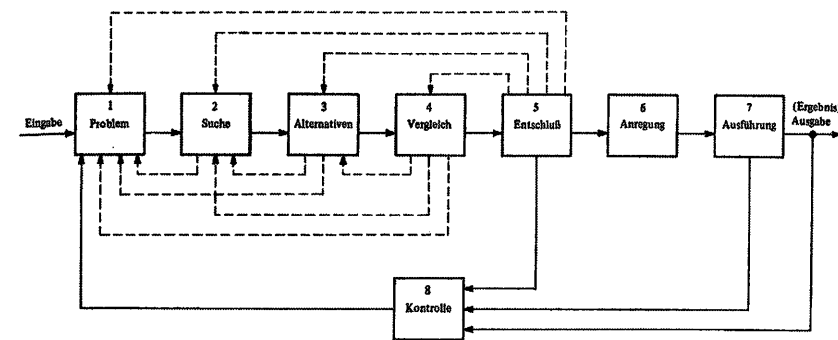 Eingabe
1
Problem
2
Suche
3
Alternativen
4
Vergleich
5
Entschluß
6
Anregung
7
Ausführung
(Ergebnis,
Ausgabe
8
Kontrolle